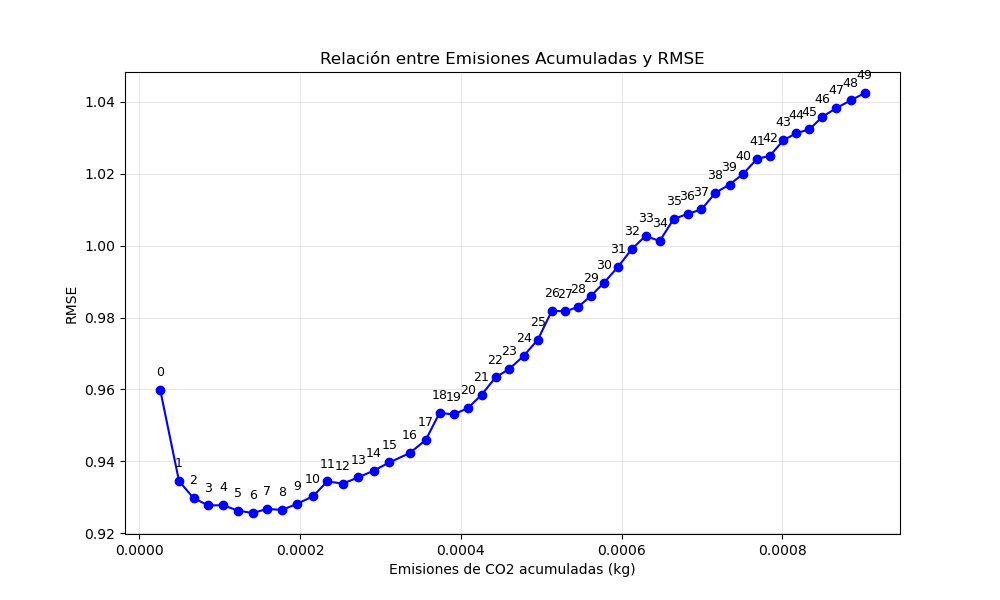 Relación entre Emisiones Acumuladas y RMSE
RMSE
1.04
1.02
1.00
0.98
0.96
0.94
0.92
0 1 2 3 4 5 6 7 8 9 10 11 12 13 14 15 16 17 18 19 20 21 22 23 24 25 26 27 28 29 30 31 32 33 34 35 36 37 38 39 40 41 42 43 44 45 46 47 48 49
0.0000 0.0002 0.0004 0.0006 0.0008
Emisiones de CO2 acumuladas (kg)